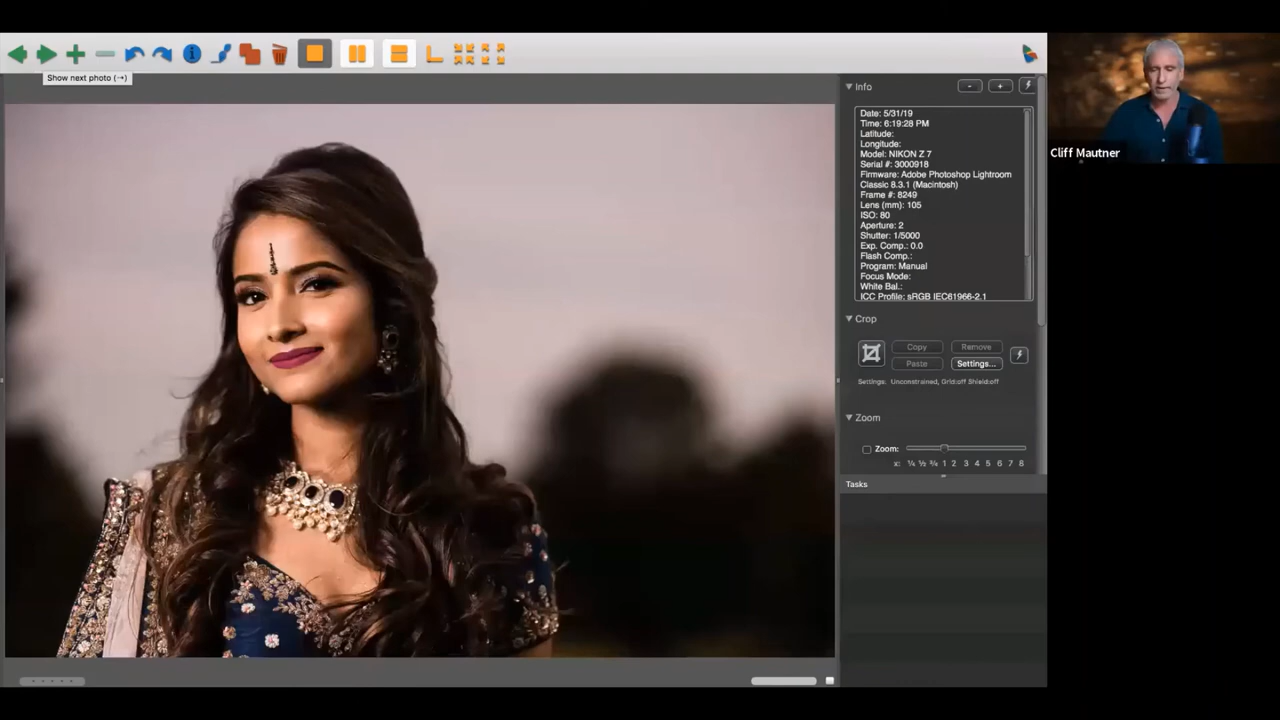 Show next photo (→)
Info
-
+
Date: 5/31/19
Time: 6:19:28 PM
Latitude:
Longitude:
Model: NIKON Z 7
Serial #: 3000918
Firmware: Adobe Photoshop Lightroom
Classic 8.3.1 (Macintosh)
Frame #: 8249
Lens (mm): 105
ISO: 80
Aperture: 2
Shutter: 1/5000
Exp. Comp.: 0.0
Flash Comp.:
Program: Manual
Focus Mode:
White Bal.:
ICC Profile: sRGB IEC61966-2.1
Crop
Copy Remove
Paste Settings...
Settings: Unconstrained, Grid:off Shield:off
Zoom
Zoom:
x: ¼ ½ ¾ 1 2 3 4 5 6 7 8
Tasks
Cliff Mautner